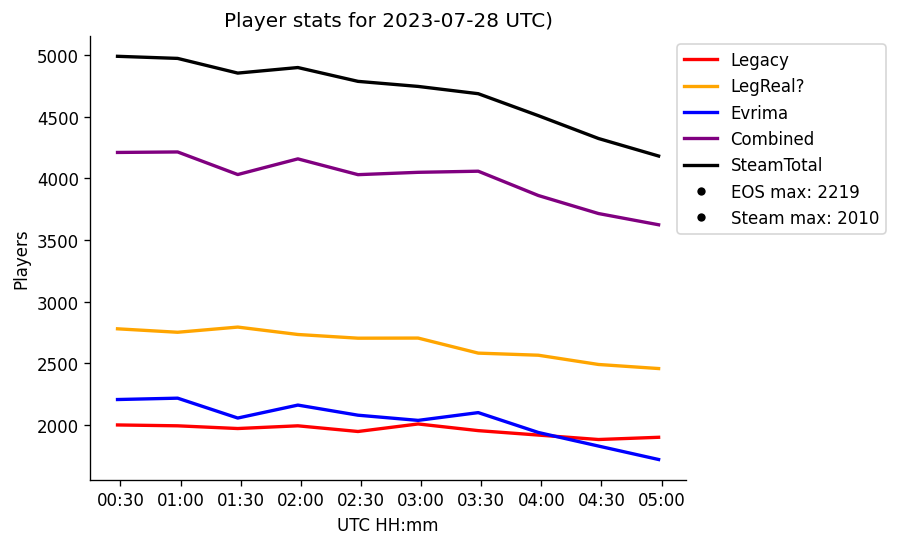 Player stats for 2023-07-28 UTC)
Legacy
LegReal?
Evrima
Combined
SteamTotal
EOS max: 2219
Steam max: 2010
Players
5000
4500
4000
3500
3000
2500
2000
00:30 01:00 01:30 02:00 02:30 03:00 03:30 04:00 04:30 05:00
UTC HH:mm